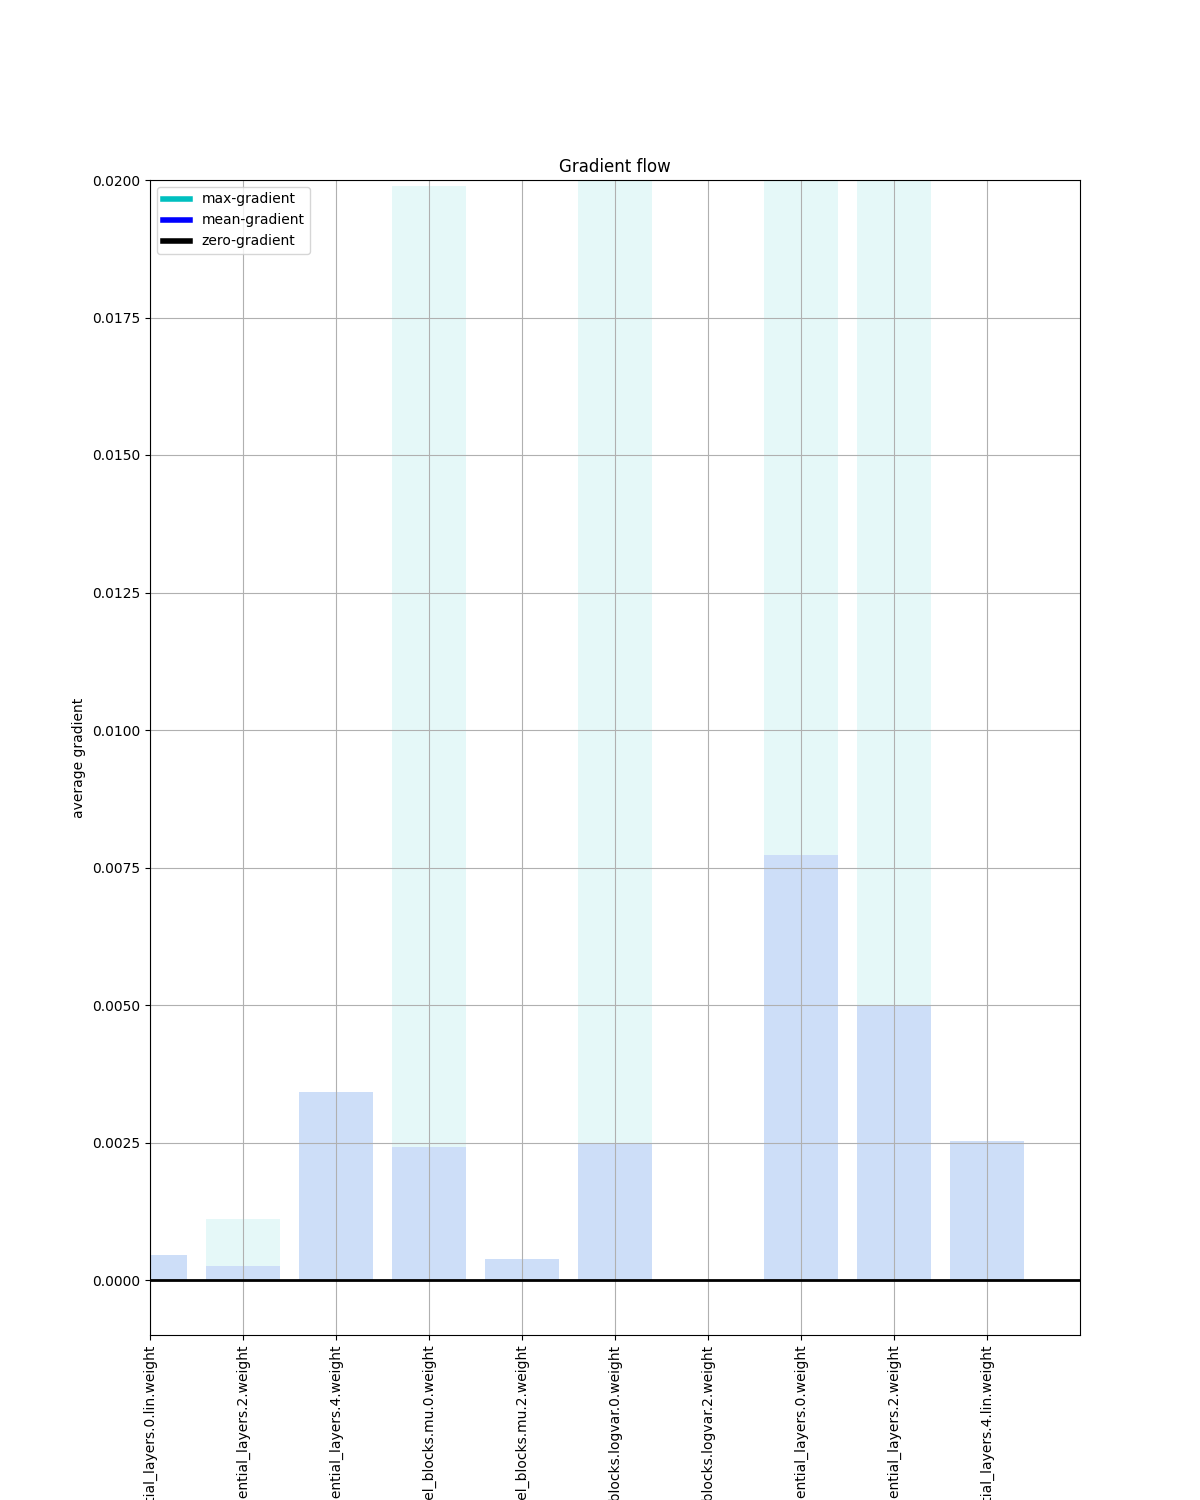 Gradient flow
max-gradient
mean-gradient
zero-gradient
average gradient
0.0200
0.0175
0.0150
0.0125
0.0100
0.0075
0.0050
0.0025
0.0000
tial_layers.0.lin.weight
ential_layers.2.weight
ential_layers.4.weight
el_blocks.mu.0.weight
el_blocks.mu.2.weight
blocks.logvar.0.weight
blocks.logvar.2.weight
ential_layers.0.weight
ential_layers.2.weight
tial_layers.4.lin.weight